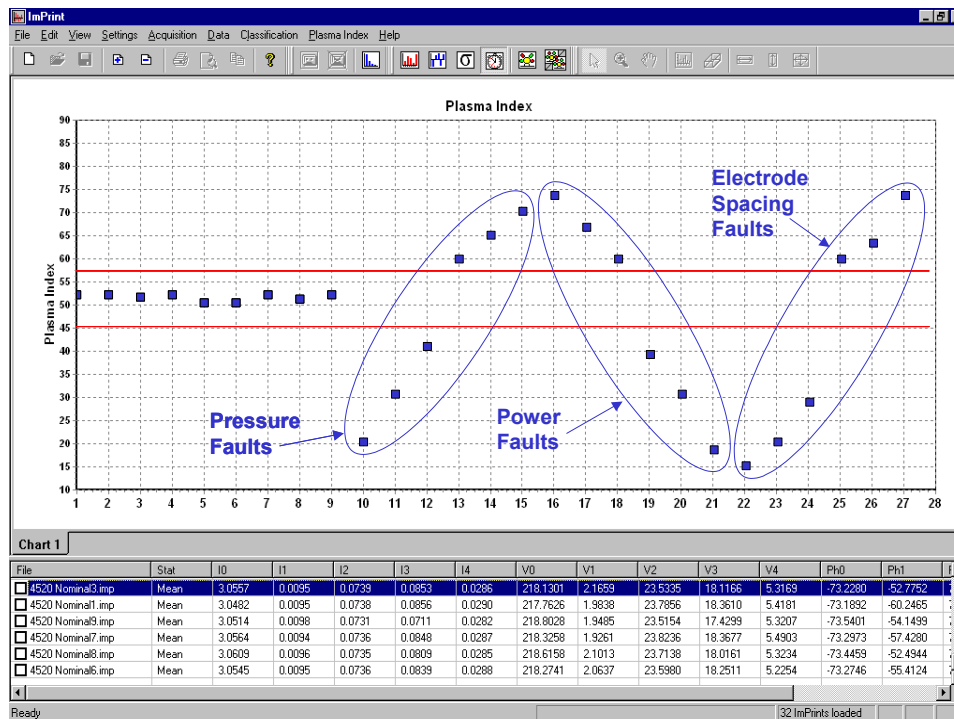 ImPrint
File Edit View Settings Acquisition Data Classification Plasma Index Help
Plasma Index
Plasma Index
90
85
80
75
70
65
60
55
50
45
40
35
30
25
20
15
10
Electrode
Spacing
Faults
Pressure
Faults
Power
Faults
1 2 3 4 5 6 7 8 9 10 11 12 13 14 15 16 17 18 19 20 21 22 23 24 25 26 27 28
Chart 1
File Stat I0 I1 I2 I3 I4 V0 V1 V2 V3 V4 Ph0 Ph1
4520 Nominal3.imp Mean 3.0557 0.0095 0.0739 0.0853 0.0286 218.1301 2.1659 23.5335 18.1166 5.3169 -73.2280 -52.7752
4520 Nominal1.imp Mean 3.0482 0.0095 0.0738 0.0856 0.0290 217.7626 1.9838 23.7856 18.3610 5.4181 -73.1892 -60.2465
4520 Nominal9.imp Mean 3.0514 0.0098 0.0731 0.0711 0.0282 218.8028 1.9485 23.5154 17.4299 5.3207 -73.5401 -54.1499
4520 Nominal7.imp Mean 3.0564 0.0094 0.0736 0.0848 0.0287 218.3258 1.9261 23.8236 18.3677 5.4903 -73.2973 -57.4280
4520 Nominal8.imp Mean 3.0609 0.0096 0.0735 0.0809 0.0285 218.6158 2.1013 23.7138 18.0161 5.3234 -73.4459 -52.4944
4520 Nominal6.imp Mean 3.0545 0.0095 0.0736 0.0839 0.0288 218.2741 2.0637 23.5980 18.2511 5.2254 -73.2746 -55.4124
Ready
32 ImPrints loaded